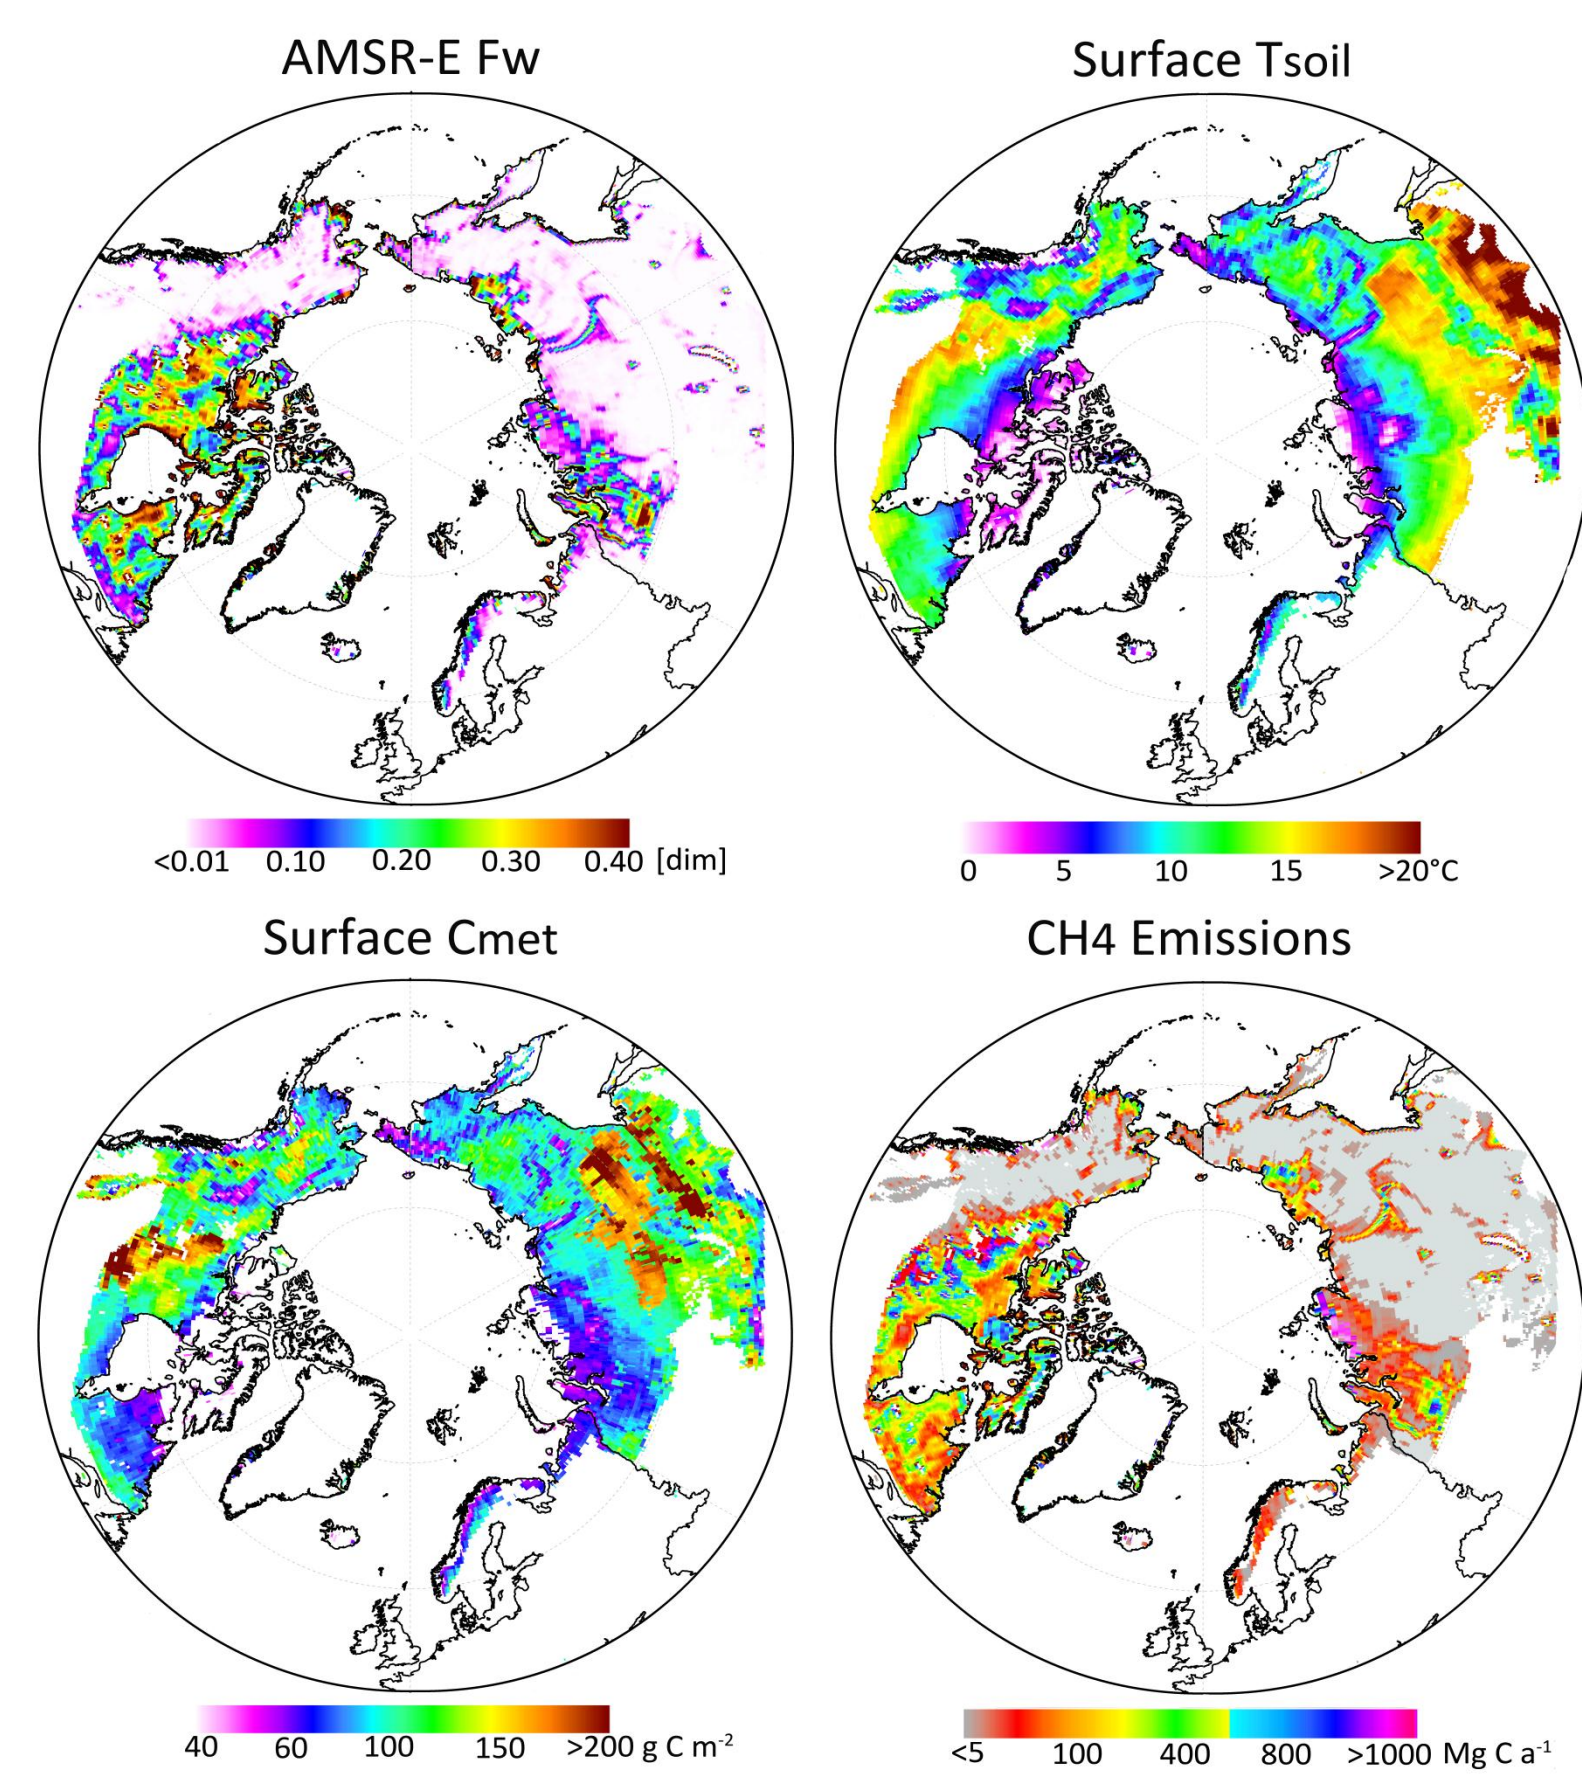 AMSR-E Fw
Surface Tsoil
<0.01 0.10 0.20 0.30 0.40 [dim]
0 5 10 15 >20°C
Surface Cmet
CH4 Emissions
40 60 100 150 >200 g C m⁻²
<5 100 400 800 >1000 Mg C a⁻¹